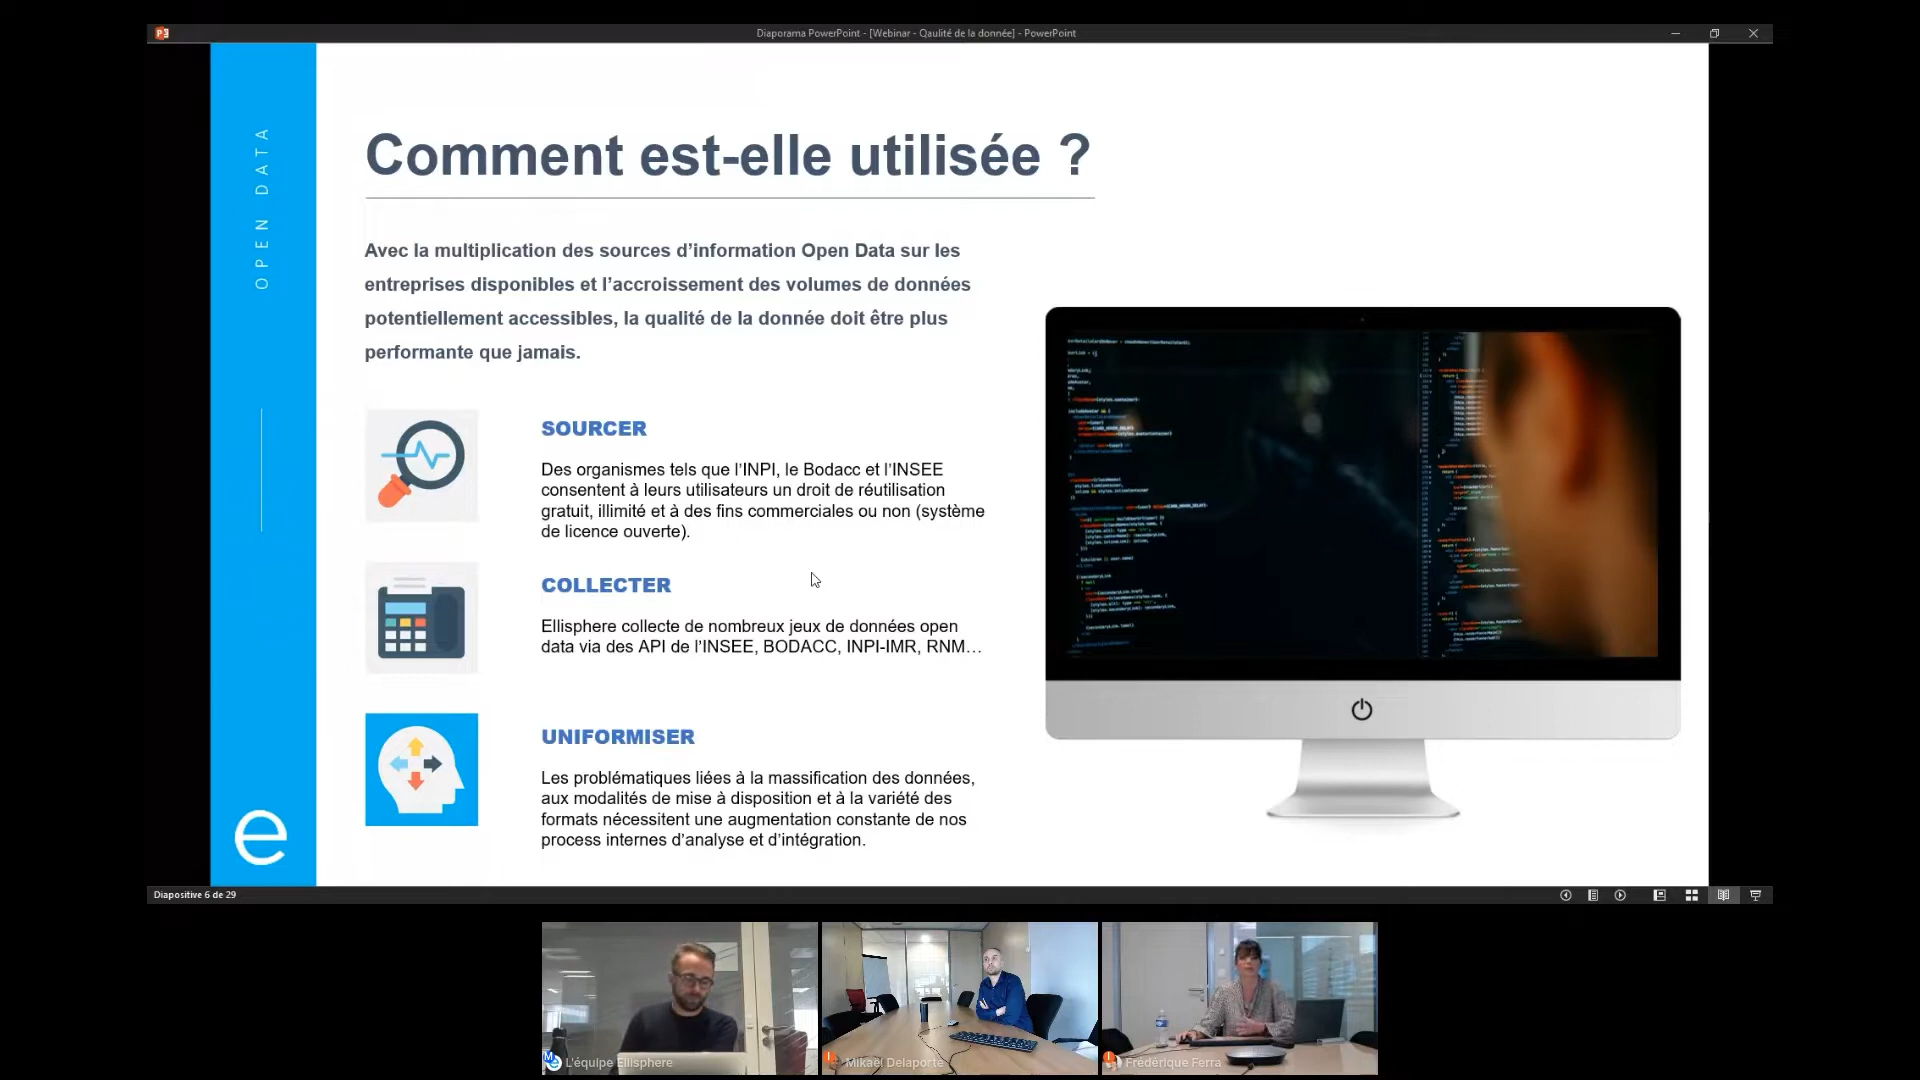 Diaporama PowerPoint - [Webinar - Qaulité de la donnée] - PowerPoint
OPEN DATA
Comment est-elle utilisée ?
Avec la multiplication des sources d’information Open Data sur les
entreprises disponibles et l’accroissement des volumes de données
potentiellement accessibles, la qualité de la donnée doit être plus
performante que jamais.
SOURCER
Des organismes tels que l’INPI, le Bodacc et l’INSEE
consentent à leurs utilisateurs un droit de réutilisation
gratuit, illimité et à des fins commerciales ou non (système
de licence ouverte).
COLLECTER
Ellisphere collecte de nombreux jeux de données open
data via des API de l’INSEE, BODACC, INPI-IMR, RNM…
UNIFORMISER
Les problématiques liées à la massification des données,
aux modalités de mise à disposition et à la variété des
formats nécessitent une augmentation constante de nos
process internes d’analyse et d’intégration.
e
Diapositive 6 de 29
L'équipe Ellisphere
Mikaël Delaporte
Frédérique Ferra